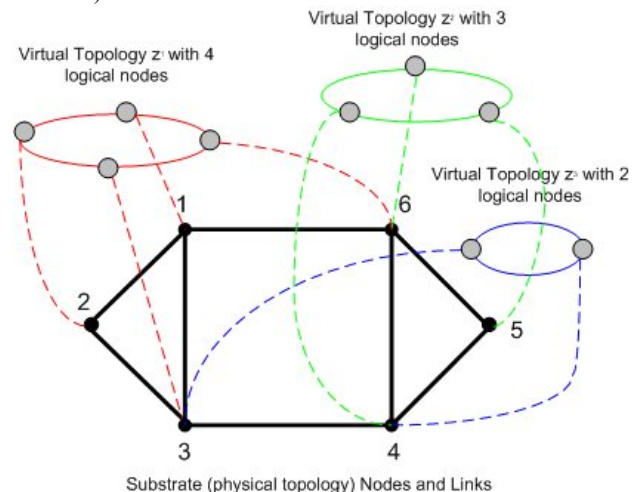 )
Virtual Topology z¹ with 4
logical nodes
Virtual Topology z² with 3
logical nodes
Virtual Topology z³ with 2
logical nodes
1
6
2
5
3
4
Substrate (physical topology) Nodes and Links